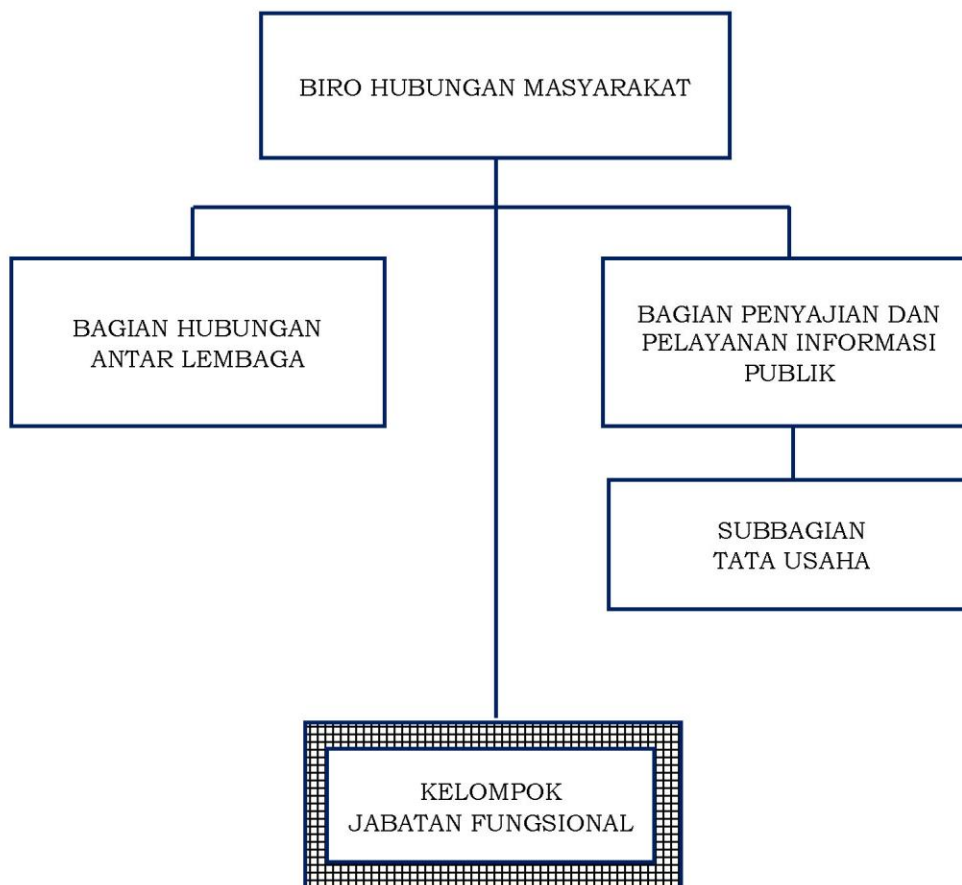 BIRO HUBUNGAN MASYARAKAT
BAGIAN HUBUNGAN
ANTAR LEMBAGA
BAGIAN PENYAJIAN DAN
PELAYANAN INFORMASI
PUBLIK
SUBBAGIAN
TATA USAHA
KELOMPOK
JABATAN FUNGSIONAL